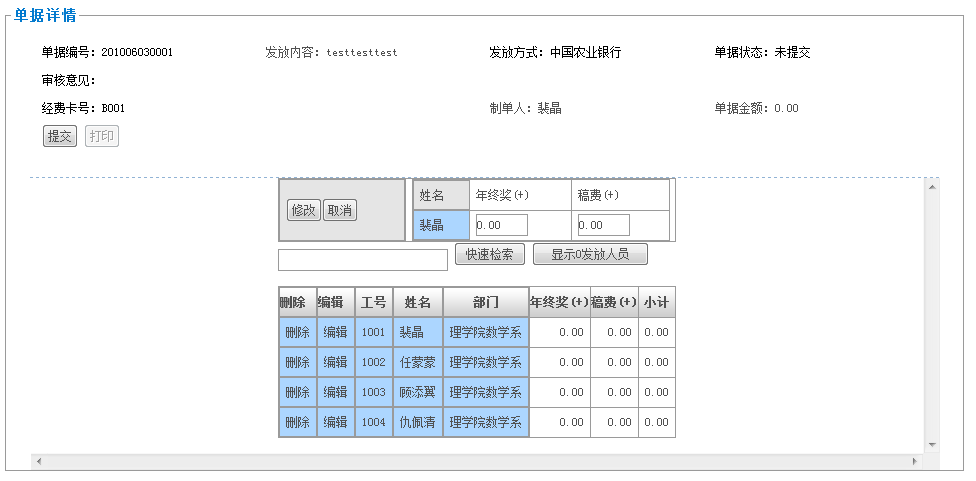 单据详情
单据编号：201006030001 发放内容：testtesttest 发放方式：中国农业银行 单据状态：未提交
审核意见：
经费卡号：B001 制单人：裴晶 单据金额：0.00
提交 打印
姓名 年终奖(+) 稿费(+)
修改 取消
裴晶 0.00 0.00
快速检索 显示0发放人员
删除 编辑 工号 姓名 部门 年终奖(+) 稿费(+) 小计
删除 编辑 1001 裴晶 理学院数学系 0.00 0.00 0.00
删除 编辑 1002 任蒙蒙 理学院数学系 0.00 0.00 0.00
删除 编辑 1003 顾添翼 理学院数学系 0.00 0.00 0.00
删除 编辑 1004 仇佩清 理学院数学系 0.00 0.00 0.00